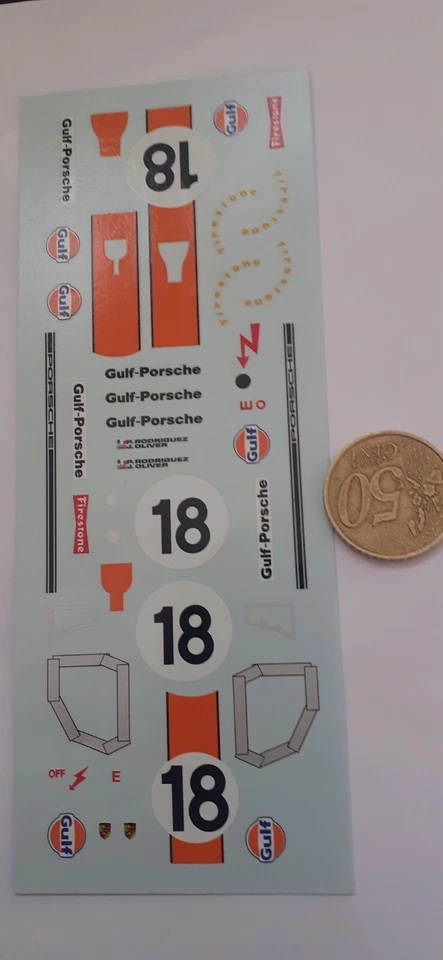 Gulf-Porsche
18
Gulf
Firestone
Firestone
Firestone
Firestone
Firestone
Gulf
Gulf
PORSCHE
Gulf-Porsche
Gulf-Porsche
Gulf-Porsche
Gulf-Porsche
P. RODRIGUEZ
J. OLIVER
P. RODRIGUEZ
J. OLIVER
E
O
Gulf
PORSCHE
Firestone
18
Gulf-Porsche
18
OFF
E
18
Gulf
Gulf
50